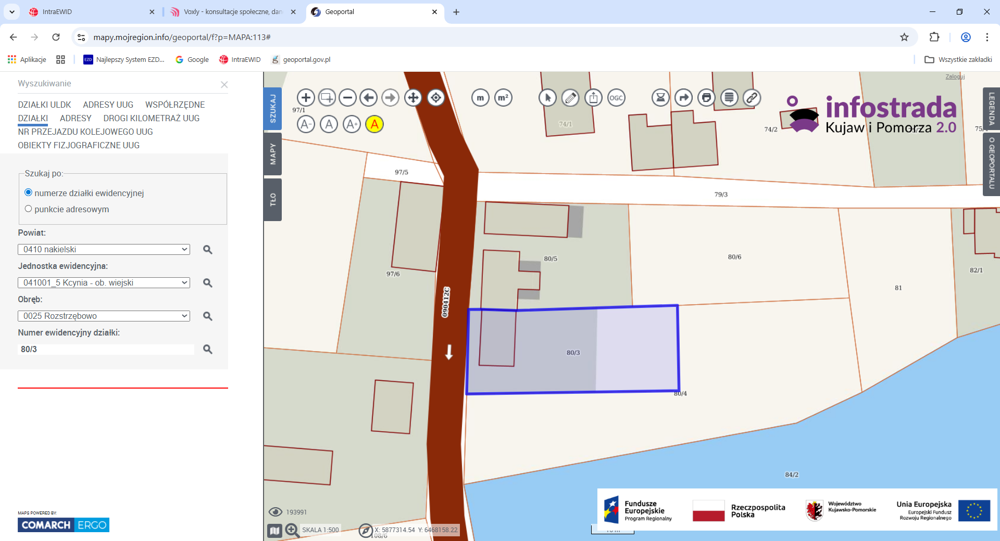 IntraEWID
Voxly - konsultacje społeczne, dan
Geoportal
mapy.mojregion.info/geoportal/f?p=MAPA:113#
Aplikacje
EZD
Najlepszy System EZD...
Google
IntraEWID
geoportal.gov.pl
Wszystkie zakładki
Wyszukiwanie
DZIAŁKI ULDK
ADRESY UUG
WSPÓŁRZĘDNE
DZIAŁKI
ADRESY
DROGI KILOMETRAŻ UUG
NR PRZEJAZDU KOLEJOWEGO UUG
OBIEKTY FIZJOGRAFICZNE UUG
Szukaj po:
numerze działki ewidencyjnej
punkcie adresowym
Powiat:
0410 nakielski
Jednostka ewidencyjna:
041001_5 Kcynia - ob. wiejski
Obręb:
0025 Rozstrzębowo
Numer ewidencyjny działki:
80/3
MAPS POWERED BY:
COMARCH ERGO
SZUKAJ
MAPY
TŁO
Zaloguj
LEGENDA
O GEOPORTALU
m
m²
OGC
A-
A
A+
A
infostrada
Kujaw i Pomorza 2.0
97/1
74/1
74/2
97/5
79/3
80/5
80/6
97/6
81
82/1
090412C
80/3
80/4
84/2
108/6
193991
SKALA 1:500
X: 5877314.54 Y: 6468158.22
Fundusze
Europejskie
Program Regionalny
Rzeczpospolita
Polska
Województwo
Kujawsko-Pomorskie
Unia Europejska
Europejski Fundusz
Rozwoju Regionalnego